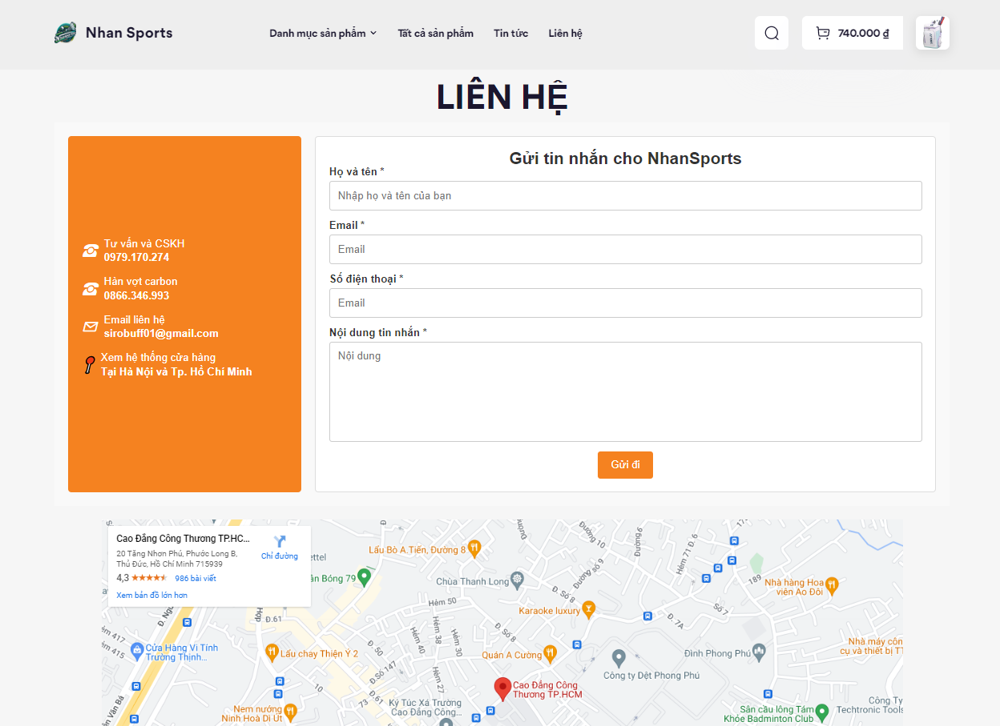 Nhan Sports
Danh mục sản phẩm
Tất cả sản phẩm
Tin tức
Liên hệ
740.000 ₫
LIÊN HỆ
Tư vấn và CSKH
0979.170.274
Hàn vợt carbon
0866.346.993
Email liên hệ
sirobuff01@gmail.com
Xem hệ thống cửa hàng
Tại Hà Nội và Tp. Hồ Chí Minh
Gửi tin nhắn cho NhanSports
Họ và tên *
Nhập họ và tên của bạn
Email *
Email
Số điện thoại *
Email
Nội dung tin nhắn *
Nội dung
Gửi đi
Cao Đẳng Công Thương TP.HC...
20 Tăng Nhơn Phú, Phước Long B,
Thủ Đức, Hồ Chí Minh 715939
4,3
986 bài viết
Xem bản đồ lớn hơn
Chỉ đường
ettel
ân Bóng 79
Lẩu Bò A.Tiến, Đường 8
Đường 10
Đường 6
Hẻm 71 Đ. 6
Đường số 9
189
Chùa Thanh Long
Nhà hàng Hoa
viên Ao Đôi
Hẻm 50
Đ. Số 8
Karaoke luxury
Số 7
Đ. 7A
Đ.61
Hẻm 38
Hẻm 30
Đ. Số 8
Hẻm 40
hẻm 417
hẻm 415
Cửa Hàng Vi Tính
Trường Thịnh...
Đ. 50
Lẩu chay Thiện Ý 2
Quán A Cường
Đình Phong Phú
Nhà máy côn
cụ và thiết bị TT
Đ.Số 147
Công ty Dệt Phong Phú
Hẻm 27
10
73
Đ. 61
Cao Đẳng Công
Thương TP.HCM
Ký Túc Xá Trường
Cao Đẳng Công...
Nem nướng
Ninh Hoà Dì Út
Sân cầu lông Tám
Khỏe Badminton Club
Công Ty
Techtronic Tools
ễn Văn Bá